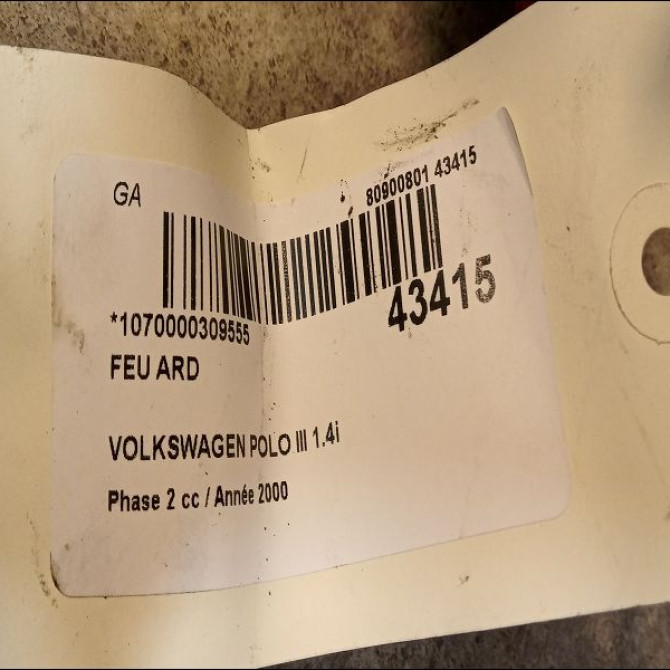 GA
80900801 43415
43415
*1070000309555
FEU ARD
VOLKSWAGEN POLO III 1.4i
Phase 2 cc / Année 2000